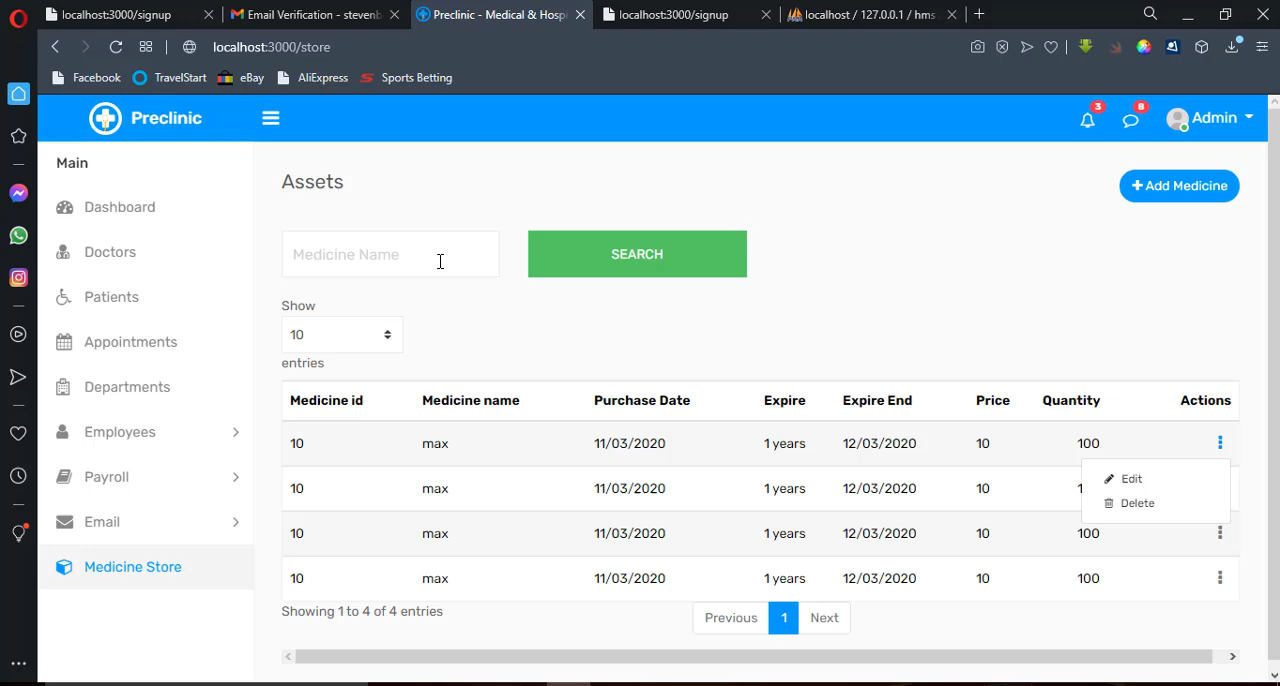 localhost:3000/signup
Email Verification - stevenb
Preclinic - Medical & Hospi
localhost:3000/signup
localhost / 127.0.0.1 / hms
localhost:3000/store
Facebook TravelStart eBay AliExpress Sports Betting
Preclinic
3
8
Admin
Main
Dashboard
Doctors
Patients
Appointments
Departments
Employees
Payroll
Email
Medicine Store
Assets
+ Add Medicine
Medicine Name
SEARCH
Show
10
entries
Medicine id Medicine name Purchase Date Expire Expire End Price Quantity Actions
10 max 11/03/2020 1 years 12/03/2020 10 100
Edit
Delete
10 max 11/03/2020 1 years 12/03/2020 10 1
10 max 11/03/2020 1 years 12/03/2020 10 100
10 max 11/03/2020 1 years 12/03/2020 10 100
Showing 1 to 4 of 4 entries
Previous 1 Next